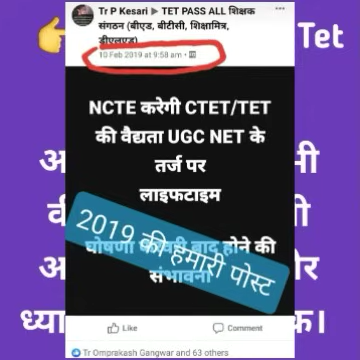 Tet
Tr P Kesari ▶ TET PASS ALL शिक्षक
संगठन (बीएड, बीटीसी, शिक्षामित्र,
डीएलएड)
10 Feb 2019 at 9:58 am
NCTE करेगी CTET/TET
की वैद्यता UGC NET के
तर्ज पर
लाइफटाइम
घोषणा बाद होने की
संभावना
2019 की हमारी पोस्ट
Like Comment
Tr Omprakash Gangwar and 63 others